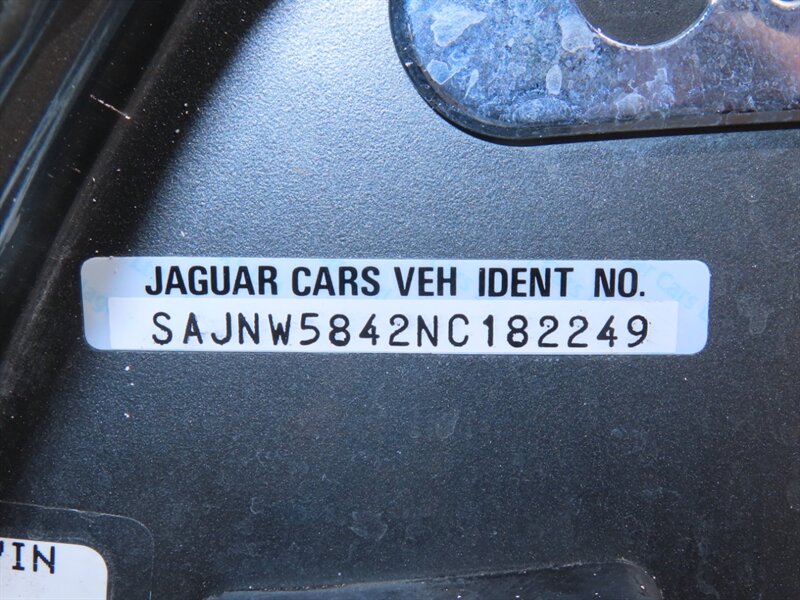 JAGUAR CARS VEH IDENT NO.
SAJNW5842NC182249
VIN